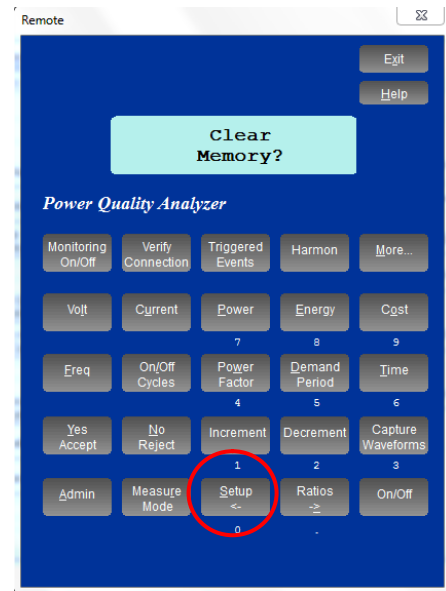 Remote
Exit
Help
Clear
Memory?
Power Quality Analyzer
Monitoring Verify Triggered Harmon More...
On/Off Connection Events
Volt Current Power Energy Cost
7 8 9
Freq On/Off Power Demand Time
Cycles Factor Period
4 5 6
Yes No Increment Decrement Capture
Accept Reject Waveforms
1 2 3
Admin Measure Setup Ratios On/Off
Mode <- ->
0 .